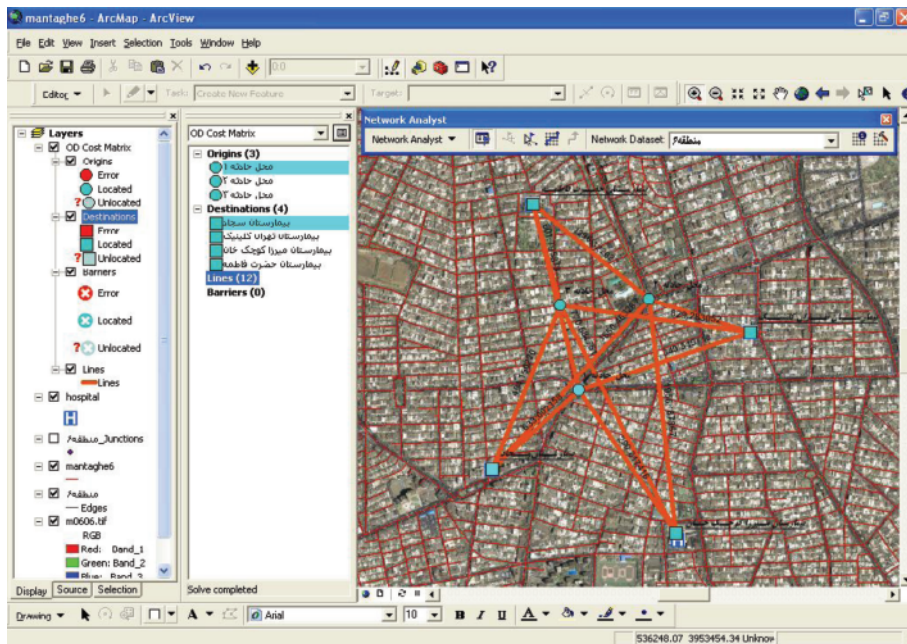 mantaghe6 - ArcMap - ArcView
File Edit View Insert Selection Tools Window Help
0.0
Editor Task: Create New Feature Target:
Network Analyst
Network Analyst Network Dataset منطقه۶
Layers
OD Cost Matrix
Origins
Error
Located
? Unlocated
Destinations
Error
Located
? Unlocated
Barriers
Error
Located
? Unlocated
Lines
Lines
hospital
H
منطقه۶_Junctions
mantaghe6
منطقه۶
Edges
m0606.tif
RGB
Red: Band_1
Green: Band_2
Blue: Band_3
Display Source Selection
OD Cost Matrix
Origins (3)
محل حادثه ۱
محل حادثه ۲
محل حادثه ۳
Destinations (4)
بیمارستان سجاد
بیمارستان تهران کلینیک
بیمارستان میرزا کوچک خان
بیمارستان حضرت فاطمه
Lines (12)
Barriers (0)
Solve completed
Drawing A Arial 10 B I U A
536248.07 3953454.34 Unknow